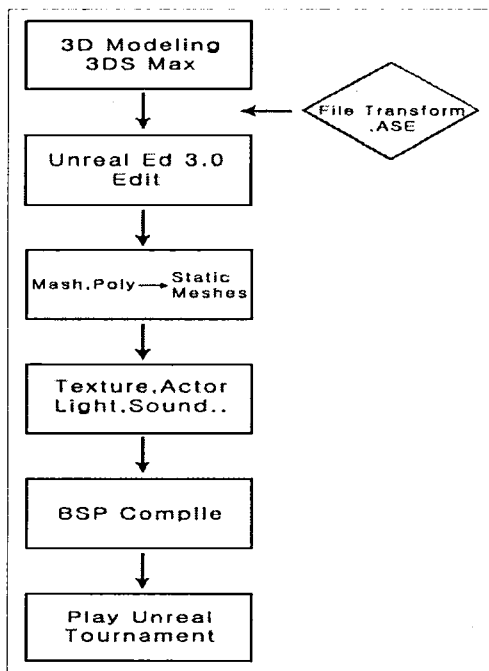 3D Modeling
3DS Max
File Transform
.ASE
Unreal Ed 3.0
Edit
Mash.Poly → Static
Meshes
Texture.Actor
Light.Sound..
BSP Compile
Play Unreal
Tournament